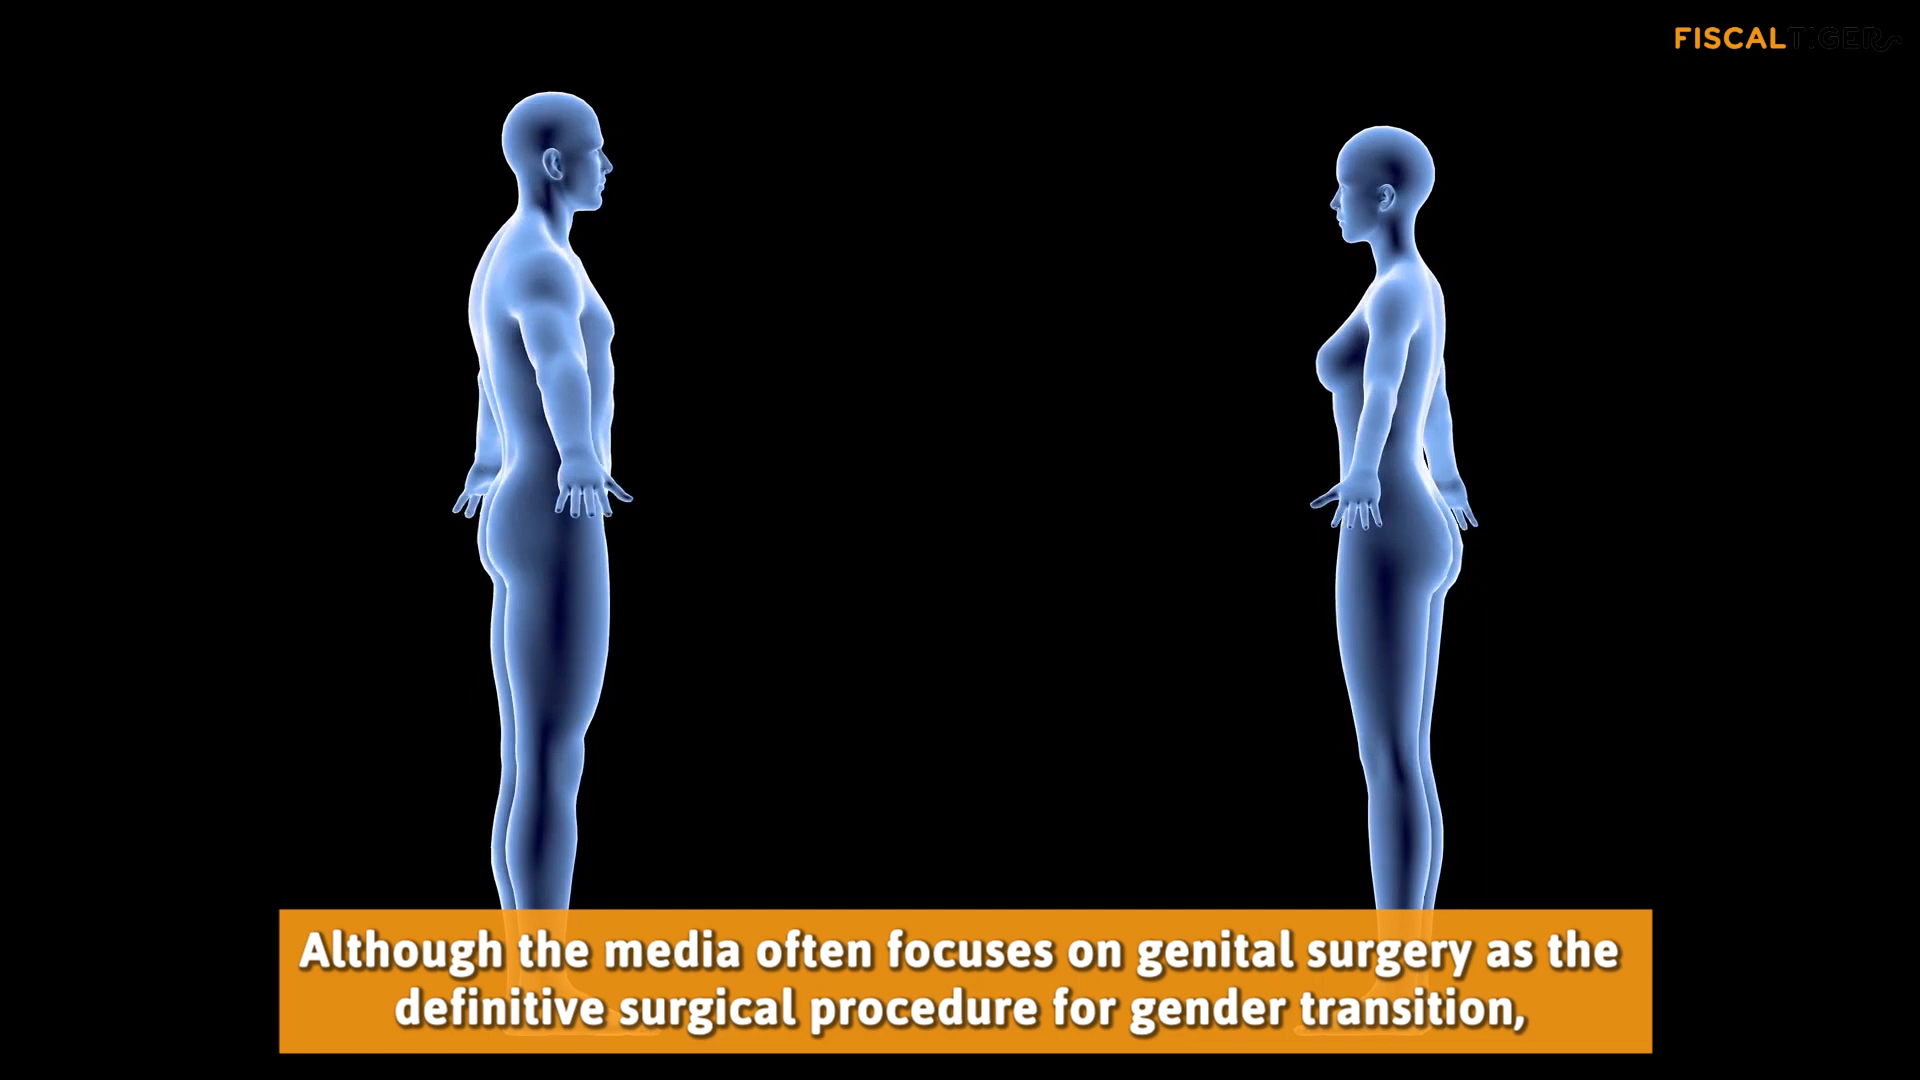 FISCALTIGER
Although the media often focuses on genital surgery as the
definitive surgical procedure for gender transition,